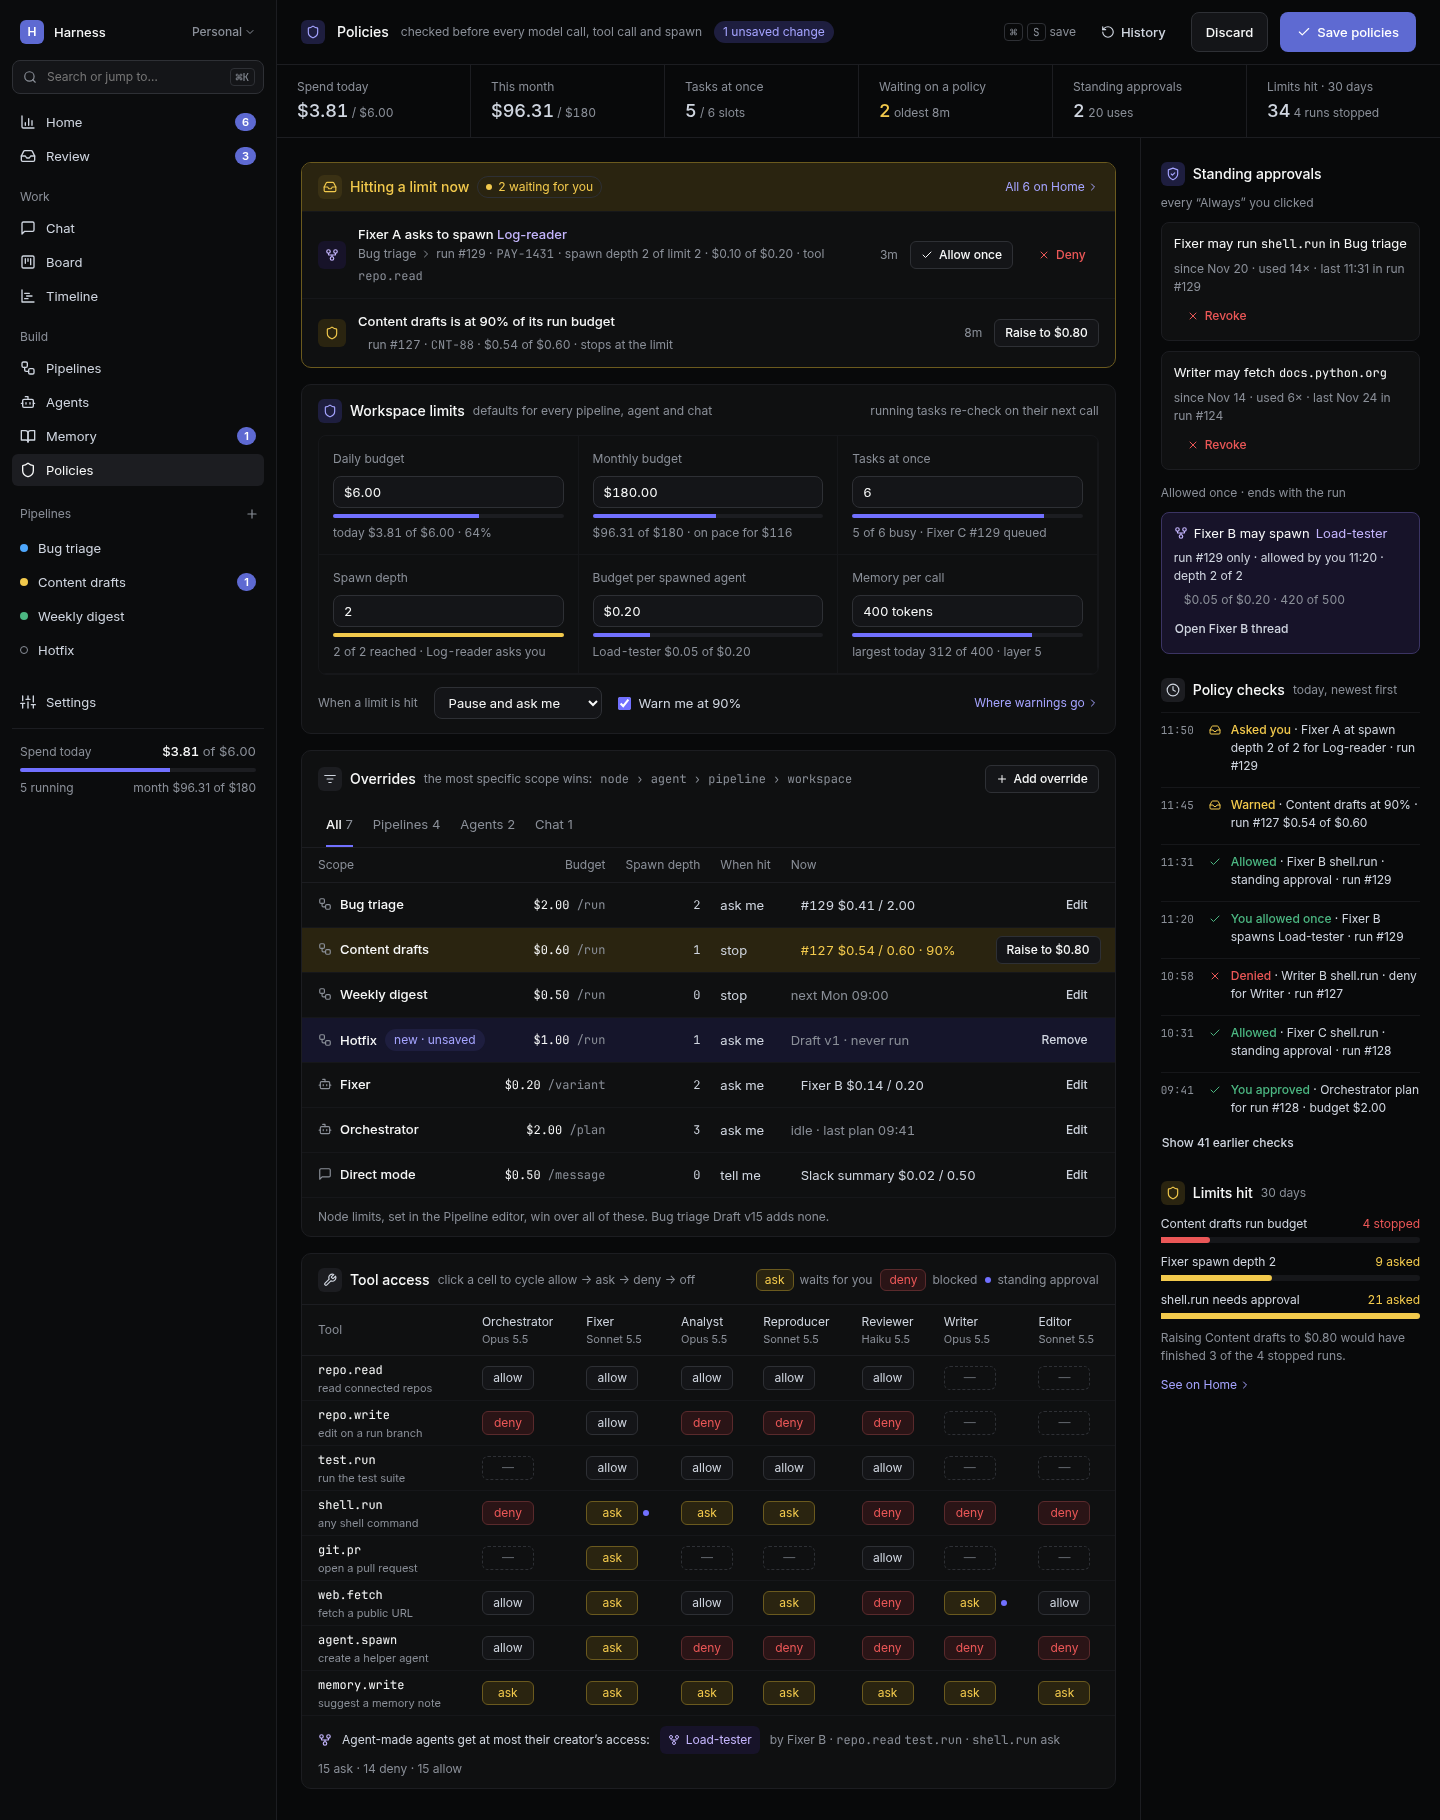 H Harness Personal
Search or jump to... ⌘K
Home 6
Review 3
Work
Chat
Board
Timeline
Build
Pipelines
Agents
Memory 1
Policies
Pipelines +
Bug triage
Content drafts 1
Weekly digest
Hotfix
Settings
Spend today $3.81 of $6.00
5 running month $96.31 of $180
Policies checked before every model call, tool call and spawn 1 unsaved change ⌘ S save History Discard Save policies
Spend today
$3.81 / $6.00
This month
$96.31 / $180
Tasks at once
5 / 6 slots
Waiting on a policy
2 oldest 8m
Standing approvals
2 20 uses
Limits hit · 30 days
34 4 runs stopped
Hitting a limit now 2 waiting for you All 6 on Home ›
Fixer A asks to spawn Log-reader
Bug triage › run #129 · PAY-1431 · spawn depth 2 of limit 2 · $0.10 of $0.20 · tool
repo.read
3m Allow once Deny
Content drafts is at 90% of its run budget
run #127 · CNT-88 · $0.54 of $0.60 · stops at the limit
8m Raise to $0.80
Workspace limits defaults for every pipeline, agent and chat running tasks re-check on their next call
Daily budget
$6.00
today $3.81 of $6.00 · 64%
Monthly budget
$180.00
$96.31 of $180 · on pace for $116
Tasks at once
6
5 of 6 busy · Fixer C #129 queued
Spawn depth
2
2 of 2 reached · Log-reader asks you
Budget per spawned agent
$0.20
Load-tester $0.05 of $0.20
Memory per call
400 tokens
largest today 312 of 400 · layer 5
When a limit is hit Pause and ask me Warn me at 90% Where warnings go ›
Overrides the most specific scope wins: node › agent › pipeline › workspace + Add override
All 7 Pipelines 4 Agents 2 Chat 1
Scope Budget Spawn depth When hit Now
Bug triage $2.00 /run 2 ask me #129 $0.41 / 2.00 Edit
Content drafts $0.60 /run 1 stop #127 $0.54 / 0.60 · 90% Raise to $0.80
Weekly digest $0.50 /run 0 stop next Mon 09:00 Edit
Hotfix new · unsaved $1.00 /run 1 ask me Draft v1 · never run Remove
Fixer $0.20 /variant 2 ask me Fixer B $0.14 / 0.20 Edit
Orchestrator $2.00 /plan 3 ask me idle · last plan 09:41 Edit
Direct mode $0.50 /message 0 tell me Slack summary $0.02 / 0.50 Edit
Node limits, set in the Pipeline editor, win over all of these. Bug triage Draft v15 adds none.
Tool access click a cell to cycle allow → ask → deny → off ask waits for you deny blocked standing approval
Tool Orchestrator Fixer Analyst Reproducer Reviewer Writer Editor
Opus 5.5 Sonnet 5.5 Opus 5.5 Sonnet 5.5 Haiku 5.5 Opus 5.5 Sonnet 5.5
repo.read allow allow allow allow allow — —
read connected repos
repo.write deny allow deny deny deny — —
edit on a run branch
test.run — allow allow allow allow — —
run the test suite
shell.run deny ask ask ask deny deny deny
any shell command
git.pr — ask — — allow — —
open a pull request
web.fetch allow ask allow ask deny ask allow
fetch a public URL
agent.spawn allow ask deny deny deny deny deny
create a helper agent
memory.write ask ask ask ask ask ask ask
suggest a memory note
Agent-made agents get at most their creator's access: Load-tester by Fixer B · repo.read test.run · shell.run ask
15 ask · 14 deny · 15 allow
Standing approvals
every “Always” you clicked
Fixer may run shell.run in Bug triage
since Nov 20 · used 14× · last 11:31 in run
#129
Revoke
Writer may fetch docs.python.org
since Nov 14 · used 6× · last Nov 24 in
run #124
Revoke
Allowed once · ends with the run
Fixer B may spawn Load-tester
run #129 only · allowed by you 11:20 ·
depth 2 of 2
$0.05 of $0.20 · 420 of 500
Open Fixer B thread
Policy checks today, newest first
11:50 Asked you · Fixer A at spawn
depth 2 of 2 for Log-reader · run
#129
11:45 Warned · Content drafts at 90% ·
run #127 $0.54 of $0.60
11:31 Allowed · Fixer B shell.run ·
standing approval · run #129
11:20 You allowed once · Fixer B
spawns Load-tester · run #129
10:58 Denied · Writer B shell.run · deny
for Writer · run #127
10:31 Allowed · Fixer C shell.run ·
standing approval · run #128
09:41 You approved · Orchestrator plan
for run #128 · budget $2.00
Show 41 earlier checks
Limits hit 30 days
Content drafts run budget 4 stopped
Fixer spawn depth 2 9 asked
shell.run needs approval 21 asked
Raising Content drafts to $0.80 would have
finished 3 of the 4 stopped runs.
See on Home ›